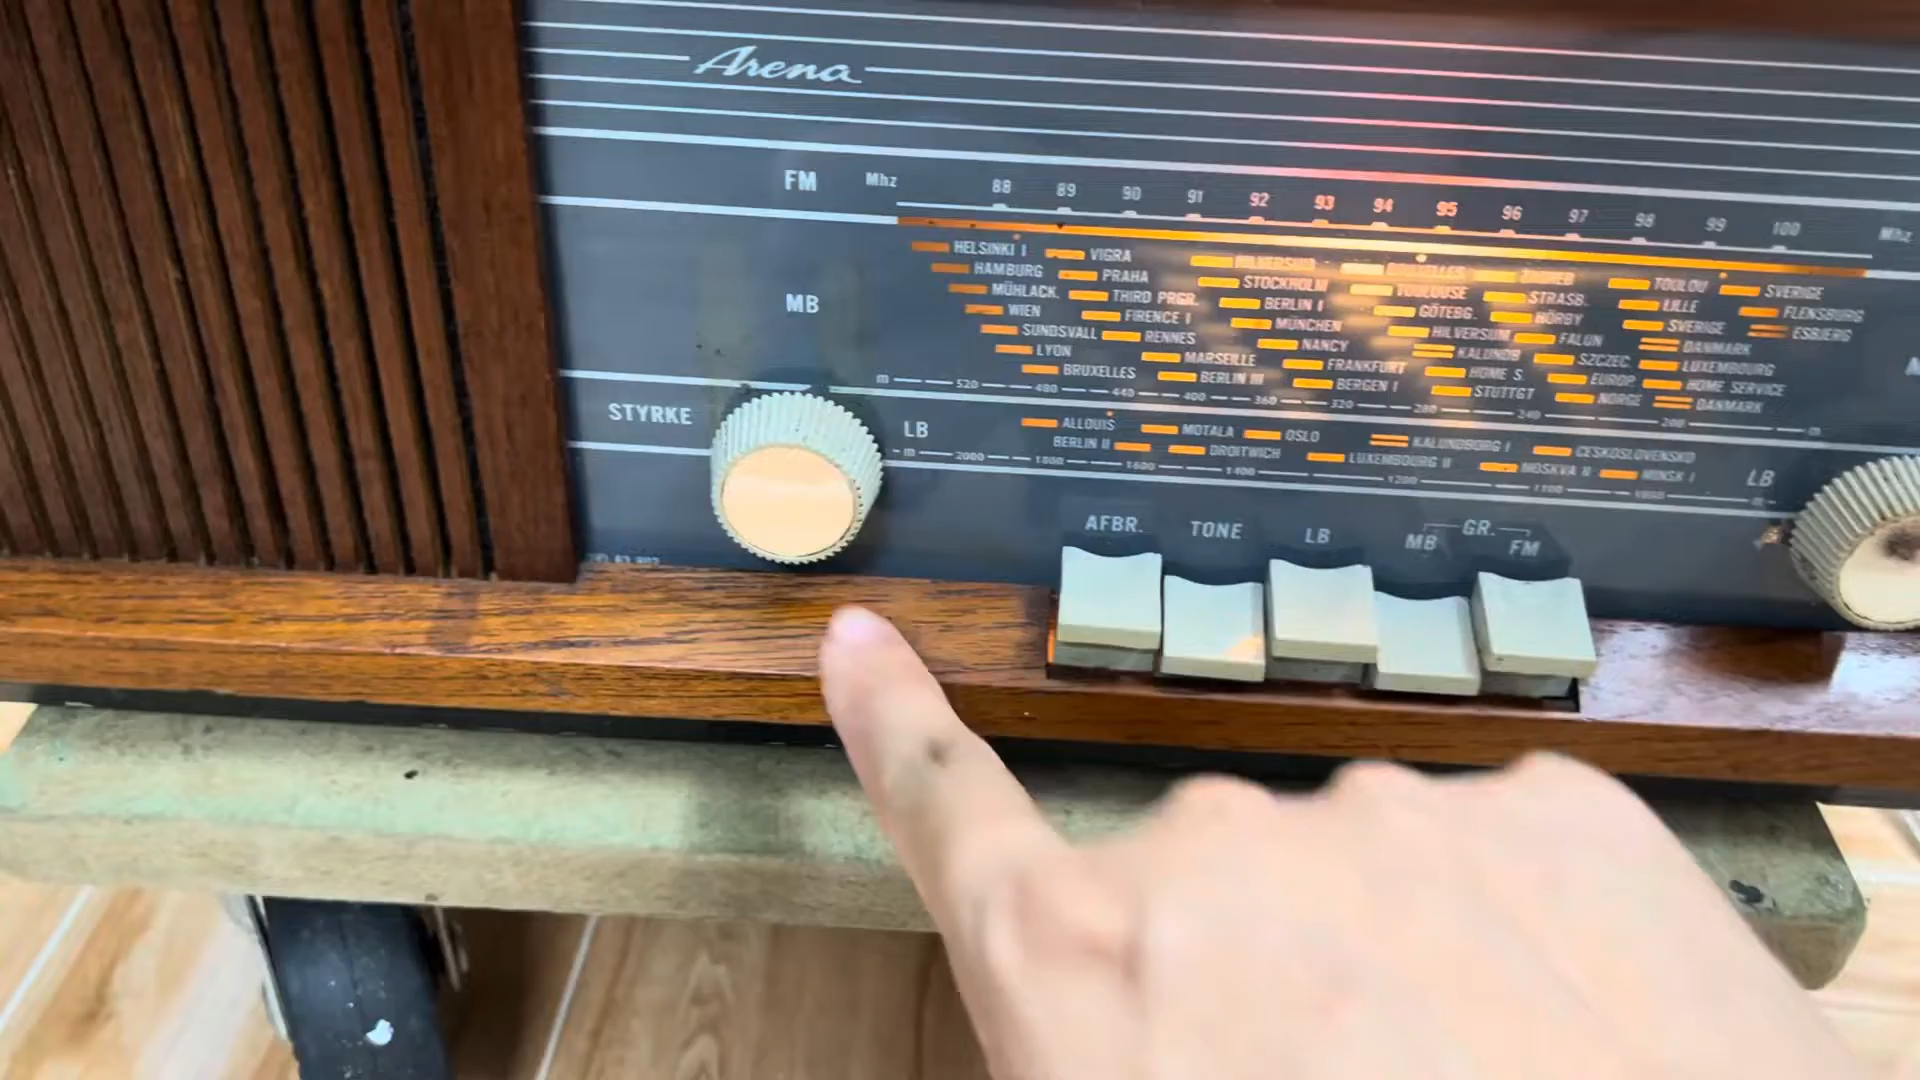 Arena
FM Mhz 88 89 90 91 92 93 94 95 96 97 98 99 100 Mhz
HELSINKI I VIGRA HILVERSUM BRUXELLES TOULOU SVERIGE
HAMBURG PRAHA STOCKHOLM TOULOUSE STRASB. LILLE FLENSBURG
MÜHLACK. THIRD PRGR. BERLIN I GÖTEBG. HÖRBY SVERIGE ESBJERG
MB WIEN FIRENCE I MÜNCHEN HILVERSUM FALUN DANMARK
SUNDSVALL RENNES NANCY KALUNDB SZCZEC. LUXEMBOURG
LYON MARSEILLE FRANKFURT HOME S. EUROP. HOME SERVICE
BRUXELLES BERLIN III BERGEN I STUTTGT NORGE DANMARK
m 520 480 440 400 360 320 280 240 200 m
STYRKE LB ALLOUIS MOTALA OSLO KALUNDBORG I CESKOSLOVENSKO
BERLIN II DROITWICH LUXEMBOURG II MOSKVA II MINSK I LB
m 2000 1800 1600 1400 1200 1100 m
AFBR. TONE LB MB GR. FM